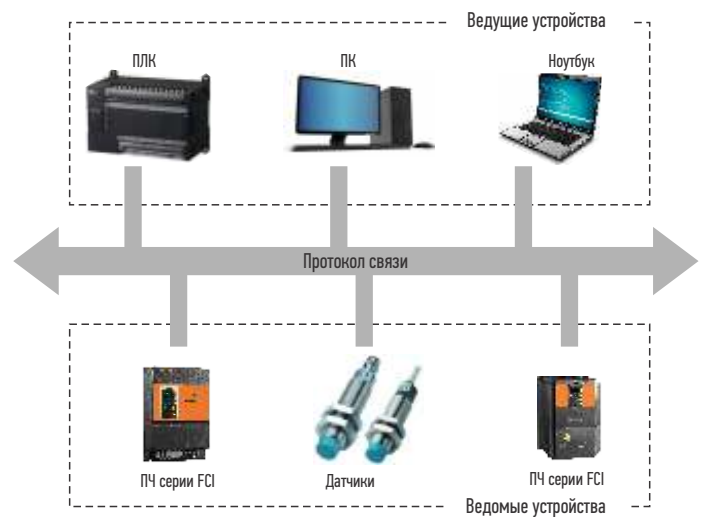 Ведущие устройства
ПЛК
ПК
Ноутбук
Протокол связи
ПЧ серии FCI
Датчики
ПЧ серии FCI
Ведомые устройства